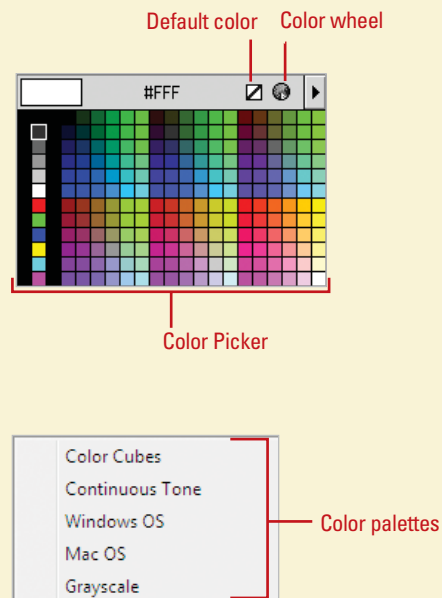 Default color
Color wheel
#FFF
Color Picker
Color Cubes
Continuous Tone
Windows OS
Mac OS
Grayscale
Color palettes